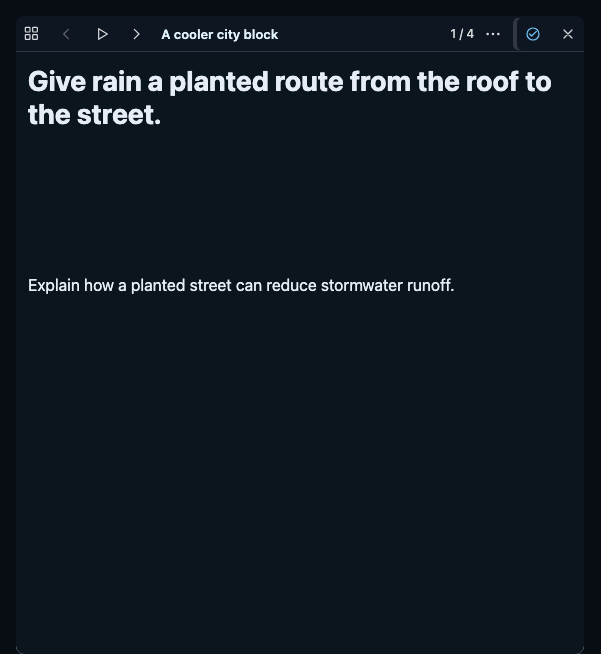 A cooler city block
1 / 4
Give rain a planted route from the roof to
the street.
Explain how a planted street can reduce stormwater runoff.